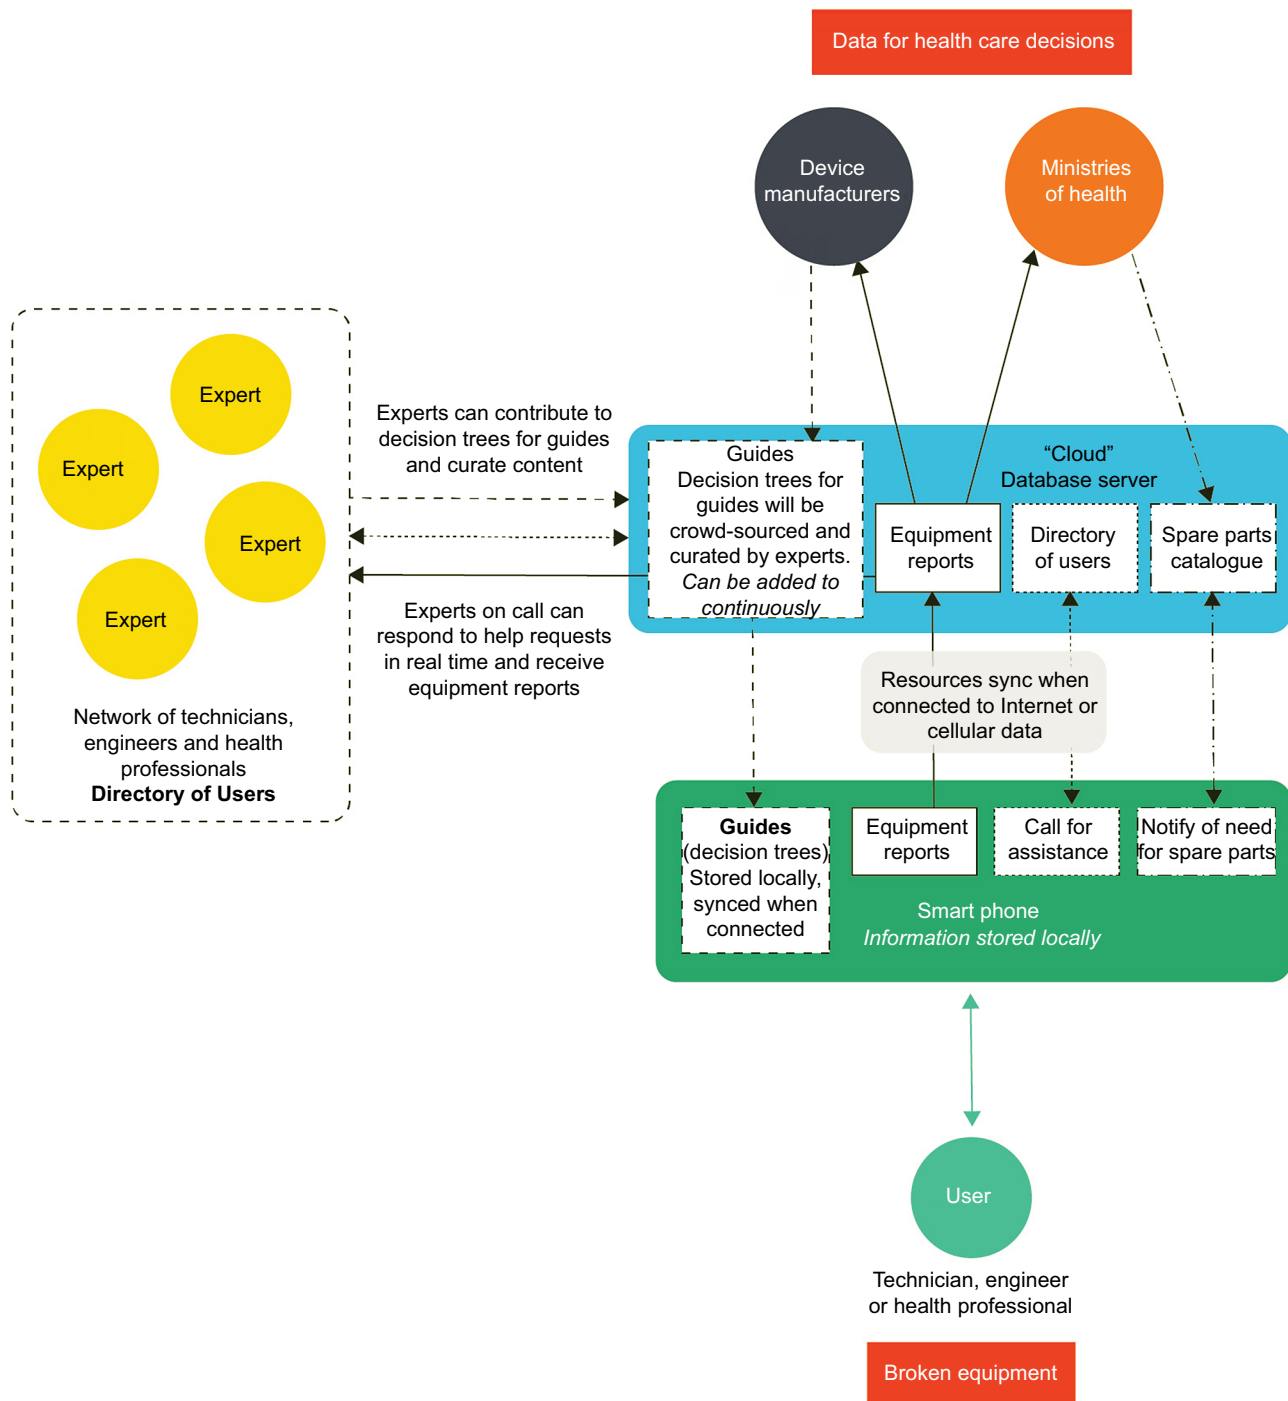 Data for health care decisions
Device
manufacturers
Ministries
of health
Expert
Expert
Expert
Expert
Network of technicians,
engineers and health
professionals
Directory of Users
Experts can contribute to
decision trees for guides
and curate content
Experts on call can
respond to help requests
in real time and receive
equipment reports
Guides
Decision trees for
guides will be
crowd-sourced and
curated by experts.
Can be added to
continuously
“Cloud”
Database server
Equipment
reports
Directory
of users
Spare parts
catalogue
Resources sync when
connected to Internet or
cellular data
Guides
(decision trees)
Stored locally,
synced when
connected
Equipment
reports
Call for
assistance
Notify of need
for spare parts
Smart phone
Information stored locally
User
Technician, engineer
or health professional
Broken equipment